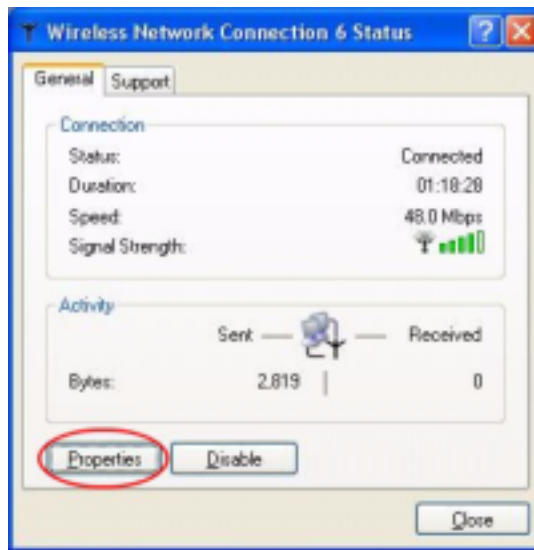 Wireless Network Connection 6 Status
General Support
Connection
Status: Connected
Duration: 01:18:28
Speed: 48.0 Mbps
Signal Strength:
Activity
Sent Received
Bytes: 2,819 0
Properties Disable
Close